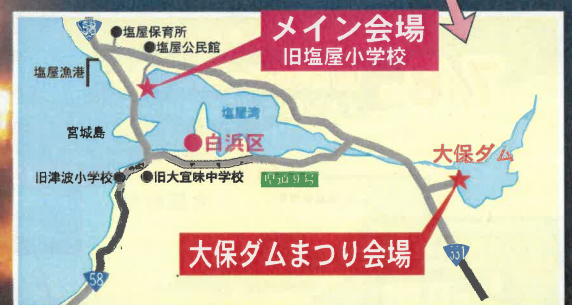 58
塩屋保育所
塩屋公民館
メイン会場
旧塩屋小学校
塩屋漁港
塩屋湾
宮城島
白浜区
大保ダム
旧津波小学校
旧大宜味中学校
県道9号
大保ダムまつり会場
58
331